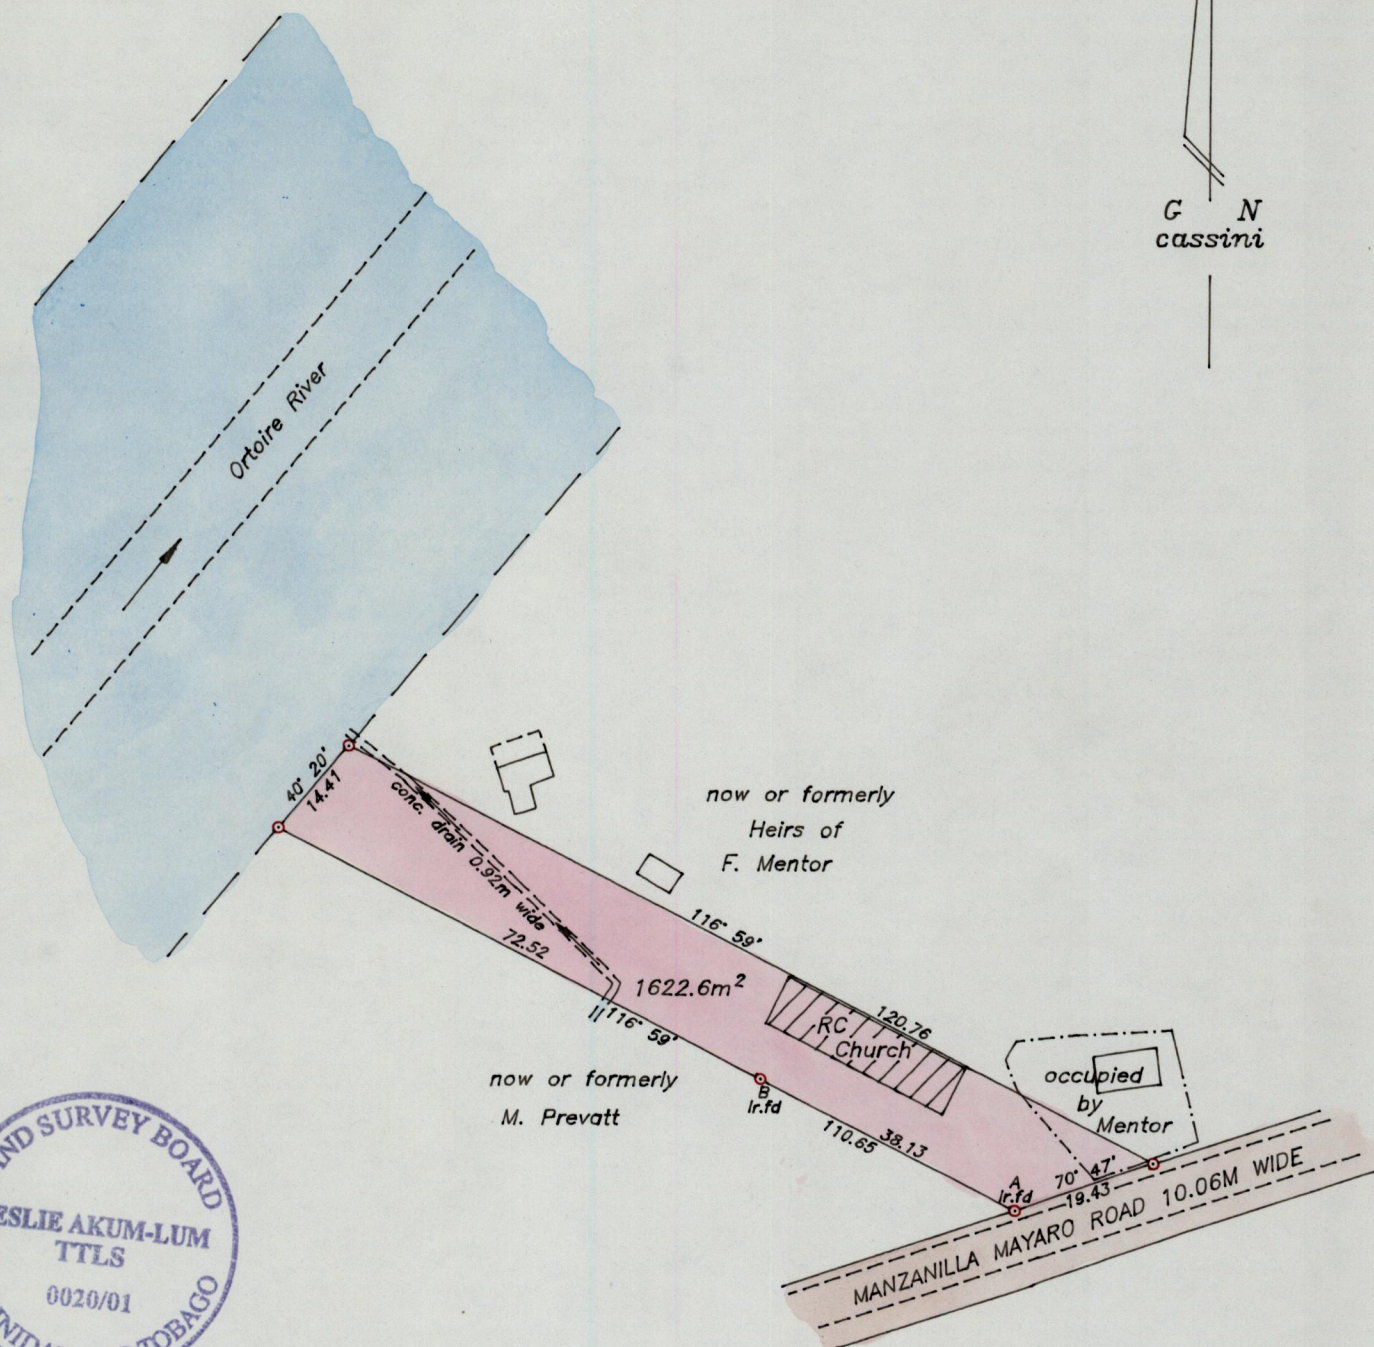 G N
cassini
Ortoire River
40° 20'
14.41
conc. drain 0.92m wide
now or formerly
Heirs of
F. Mentor
116° 59'
72.52
1622.6m²
116° 59'
120.76
RC
Church
occupied
by
Mentor
now or formerly
M. Prevatt
B
Ir.fd
110.65
38.13
A
Ir.fd
70° 47'
19.43
MANZANILLA MAYARO ROAD 10.06M WIDE
SURVEY BOARD
AKUM-LUM
TTLS
0020/01
TOBAGO